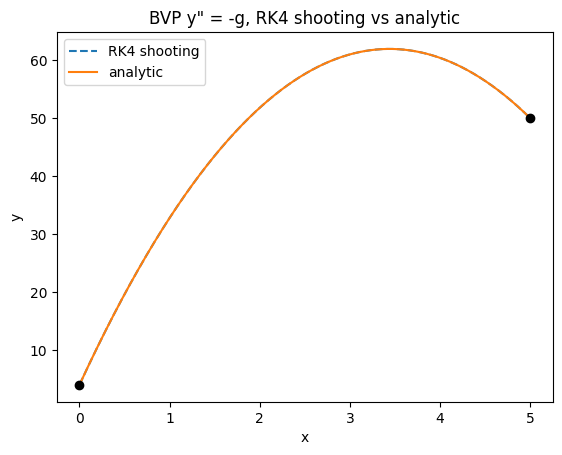 BVP y" = -g, RK4 shooting vs analytic
RK4 shooting
analytic
60
50
40
30
20
10
y
0 1 2 3 4 5
x